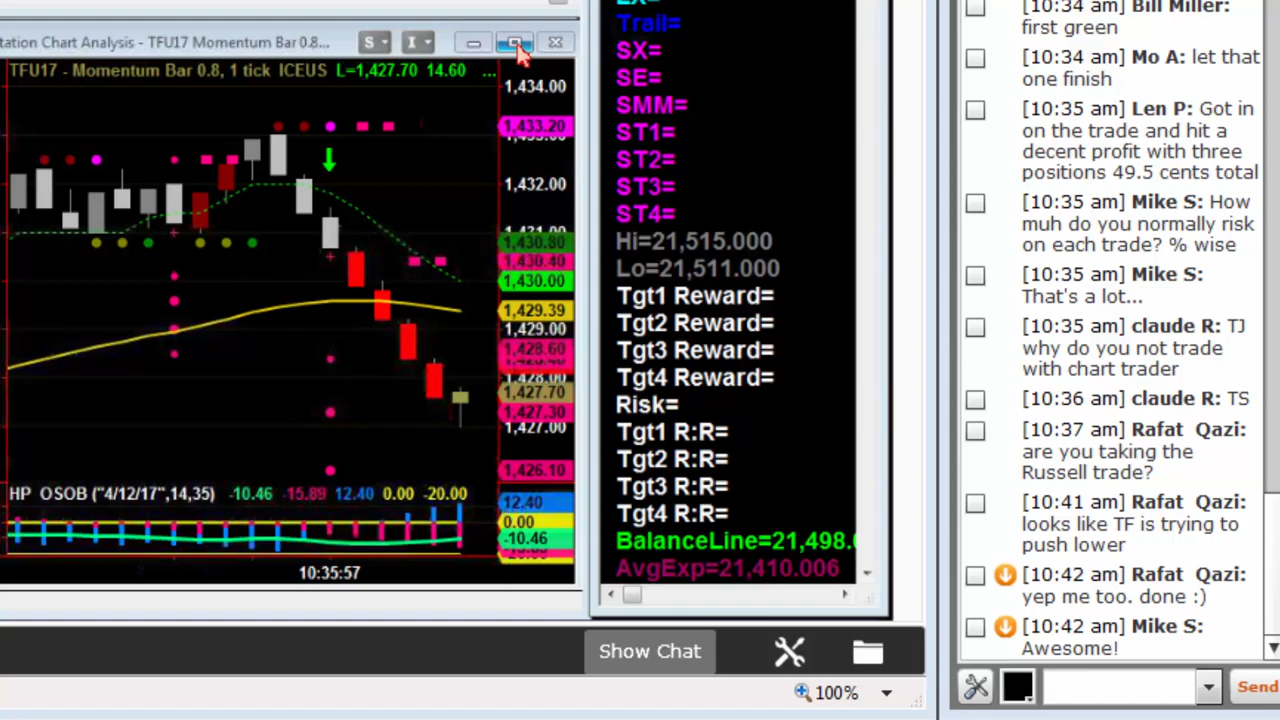 tation Chart Analysis - TFU17 Momentum Bar 0.8...
S
I
TFU17 - Momentum Bar 0.8, 1 tick ICEUS L=1,427.70 14.60 ...
1,434.00
1,433.20
1,432.00
1,430.80
1,430.40
1,430.00
1,429.39
1,429.00
1,428.60
1,428.00
1,427.70
1,427.30
1,427.00
1,426.10
HP OSOB ("4/12/17",14,35) -10.46 -15.89 12.40 0.00 -20.00
12.40
0.00
-10.46
10:35:57
Trail=
SX=
SE=
SMM=
ST1=
ST2=
ST3=
ST4=
Hi=21,515.000
Lo=21,511.000
Tgt1 Reward=
Tgt2 Reward=
Tgt3 Reward=
Tgt4 Reward=
Risk=
Tgt1 R:R=
Tgt2 R:R=
Tgt3 R:R=
Tgt4 R:R=
BalanceLine=21,498.0
AvgExp=21,410.006
Show Chat
100%
[10:34 am] Bill Miller:
first green
[10:34 am] Mo A: let that
one finish
[10:35 am] Len P: Got in
on the trade and hit a
decent profit with three
positions 49.5 cents total
[10:35 am] Mike S: How
muh do you normally risk
on each trade? % wise
[10:35 am] Mike S:
That's a lot...
[10:35 am] claude R: TJ
why do you not trade
with chart trader
[10:36 am] claude R: TS
[10:37 am] Rafat Qazi:
are you taking the
Russell trade?
[10:41 am] Rafat Qazi:
looks like TF is trying to
push lower
[10:42 am] Rafat Qazi:
yep me too. done :)
[10:42 am] Mike S:
Awesome!
Send